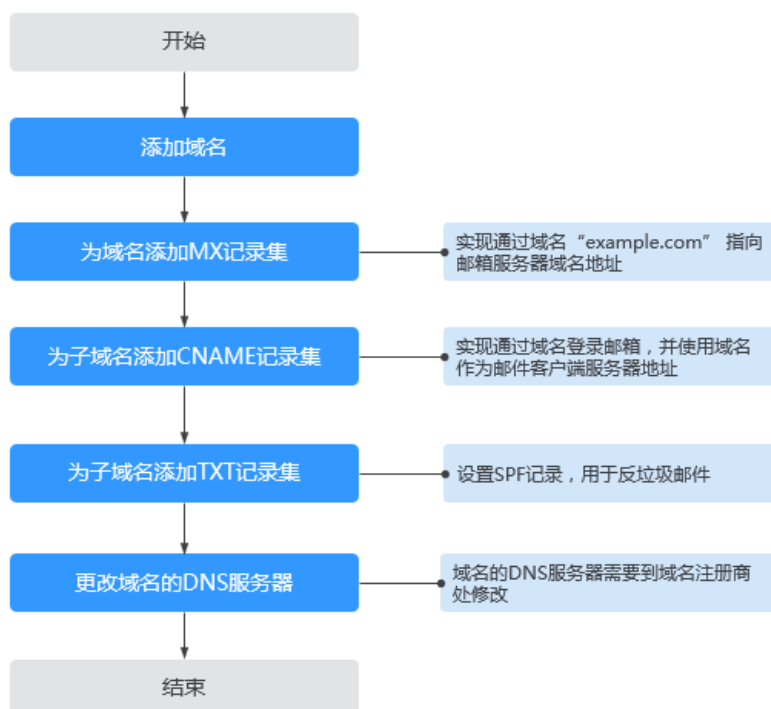 开始
添加域名
为域名添加MX记录集
实现通过域名“example.com” 指向
邮箱服务器域名地址
为子域名添加CNAME记录集
实现通过域名登录邮箱，并使用域名
作为邮件客户端服务器地址
为子域名添加TXT记录集
设置SPF记录，用于反垃圾邮件
更改域名的DNS服务器
域名的DNS服务器需要到域名注册商
处修改
结束